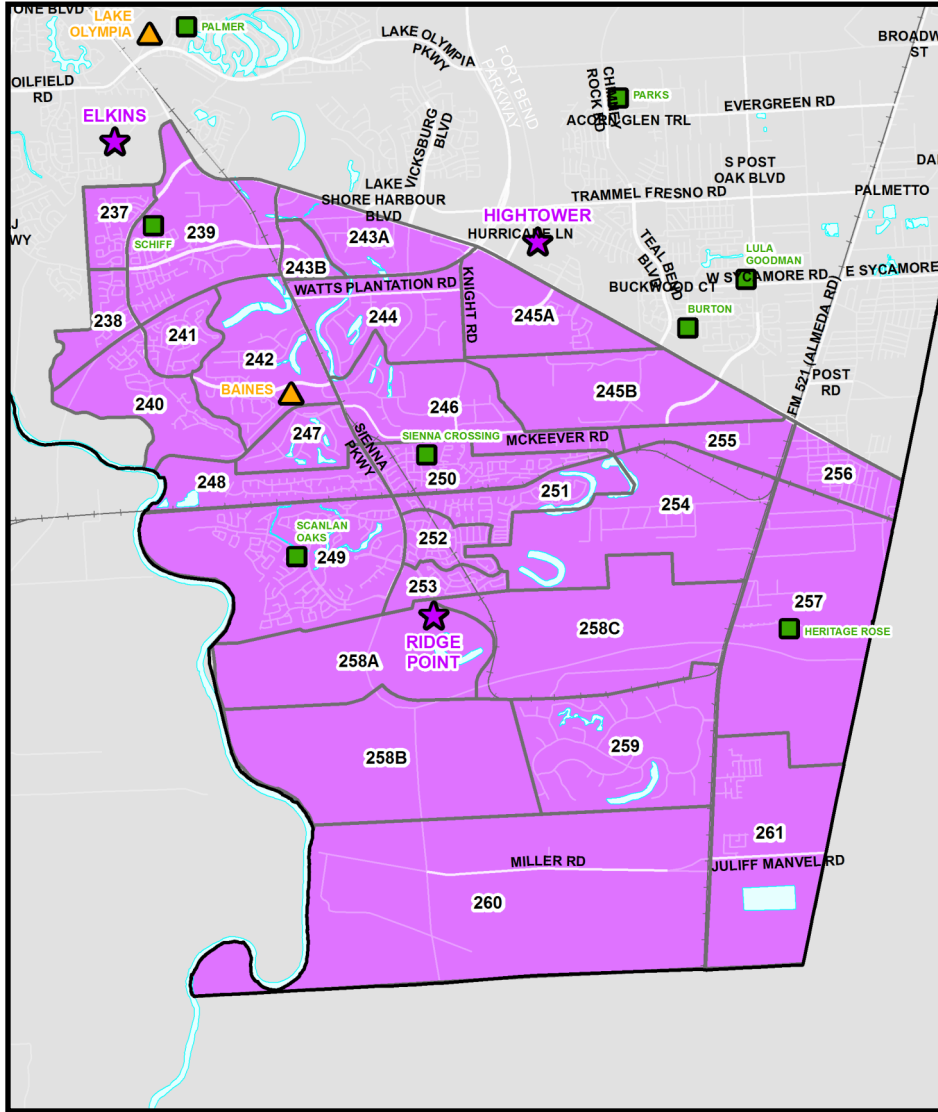 ONE BLVD
LAKE
OLYMPIA
PALMER
LAKE OLYMPIA
PKWY
FORT BEND
PARKWAY
BROADW
ST
OILFIELD
RD
CHIMNEY
ROCK RD
PARKS
EVERGREEN RD
ACORN GLEN TRL
ELKINS
VICKSBURG
BLVD
S POST
OAK BLVD
DAL
LAKE
SHORE HARBOUR
BLVD
TRAMMEL FRESNO RD
PALMETTO
237
239
SCHIFF
J
WY
243A
HIGHTOWER
HURRICANE LN
TEAL BEND
BLVD
LULA
GOODMAN
243B
WATTS PLANTATION RD
KNIGHT RD
BUCKWOOD CT
W SYCAMORE RD
E SYCAMORE
238
241
244
245A
BURTON
FM 521 (ALMEDA RD)
242
240
BAINES
246
245B
POST
RD
247
SIENNA
PKWY
SIENNA CROSSING
MCKEEVER RD
255
248
250
251
254
256
SCANLAN
OAKS
249
252
253
257
HERITAGE ROSE
RIDGE
POINT
258C
258A
258B
259
261
MILLER RD
JULIFF MANVEL RD
260